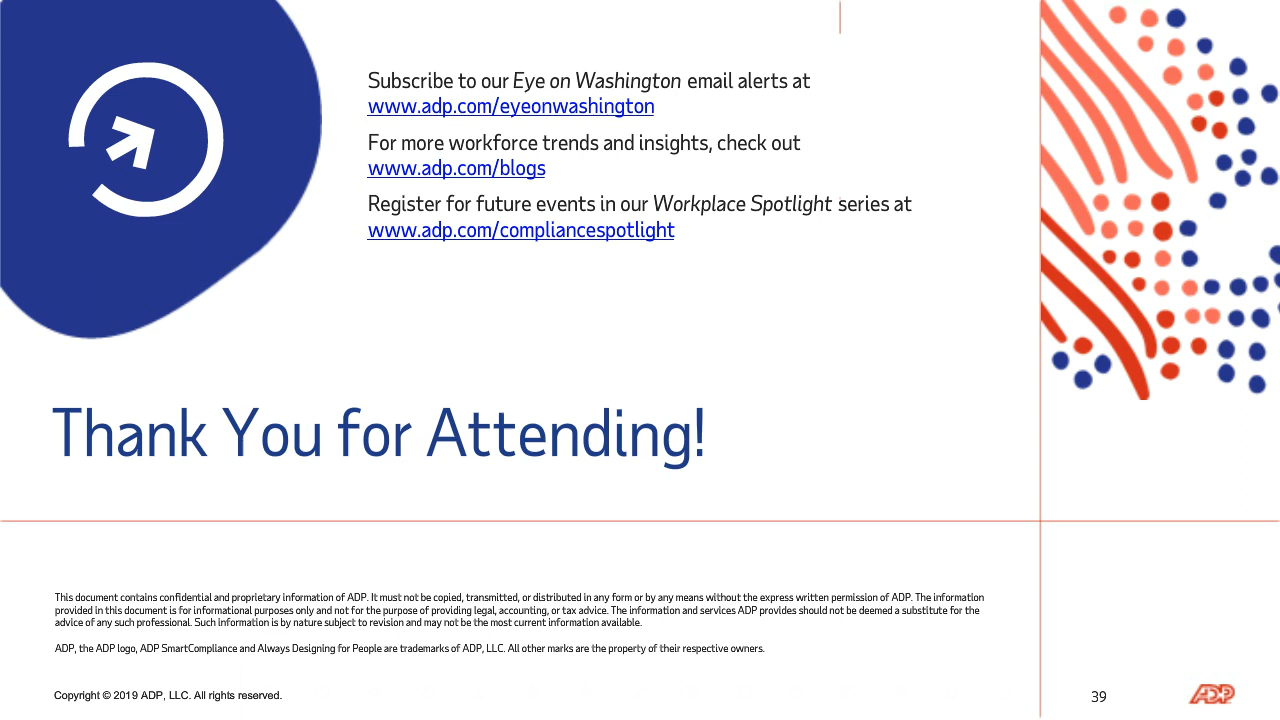 Subscribe to our Eye on Washington email alerts at
www.adp.com/eyeonwashington
For more workforce trends and insights, check out
www.adp.com/blogs
Register for future events in our Workplace Spotlight series at
www.adp.com/compliancespotlight
Thank You for Attending!
This document contains confidential and proprietary information of ADP. It must not be copied, transmitted, or distributed in any form or by any means without the express written permission of ADP. The information
provided in this document is for informational purposes only and not for the purpose of providing legal, accounting, or tax advice. The information and services ADP provides should not be deemed a substitute for the
advice of any such professional. Such information is by nature subject to revision and may not be the most current information available.
ADP, the ADP logo, ADP SmartCompliance and Always Designing for People are trademarks of ADP, LLC. All other marks are the property of their respective owners.
Copyright © 2019 ADP, LLC. All rights reserved.
39
ADP